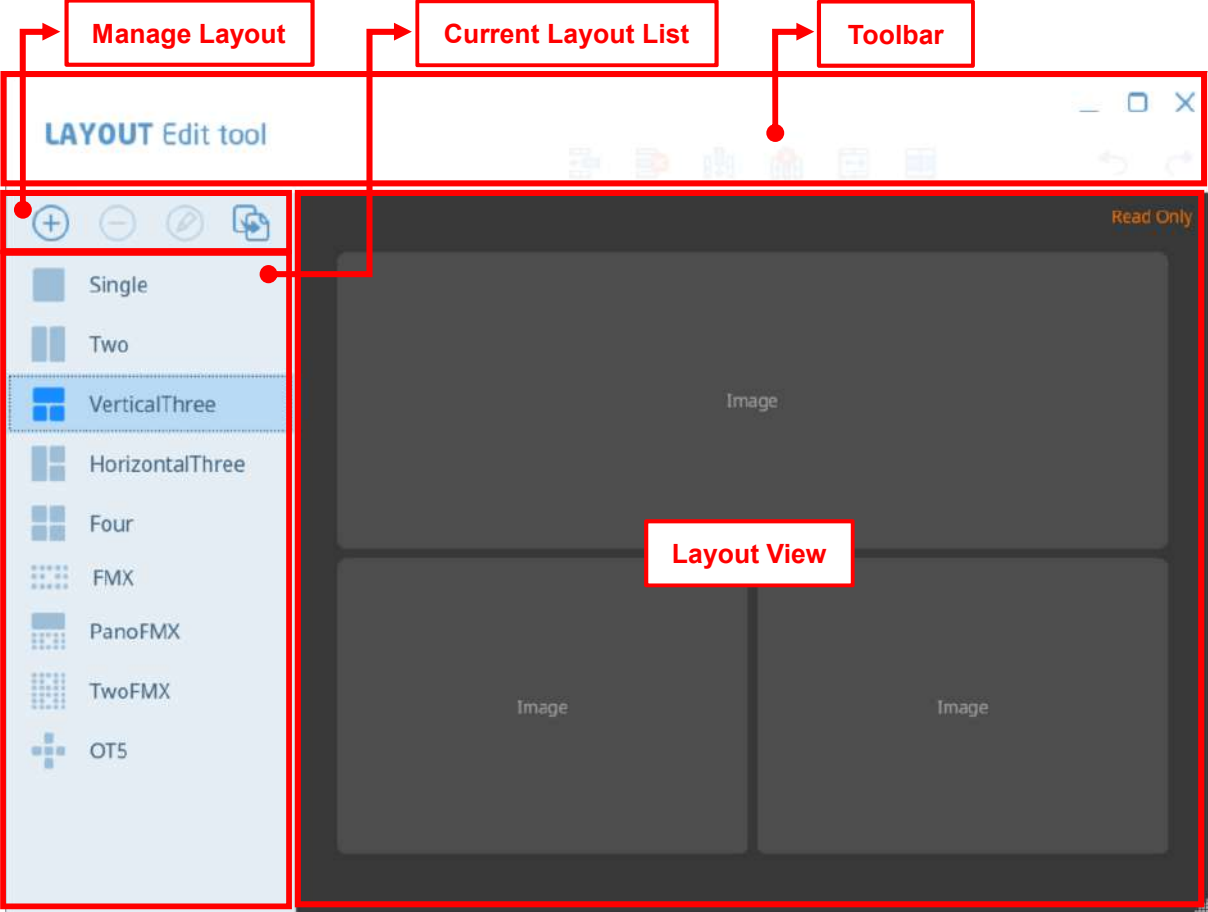 Manage Layout
Current Layout List
Toolbar
LAYOUT Edit tool
Read Only
Single
Two
VerticalThree
HorizontalThree
Four
FMX
PanoFMX
TwoFMX
OT5
Image
Layout View
Image
Image